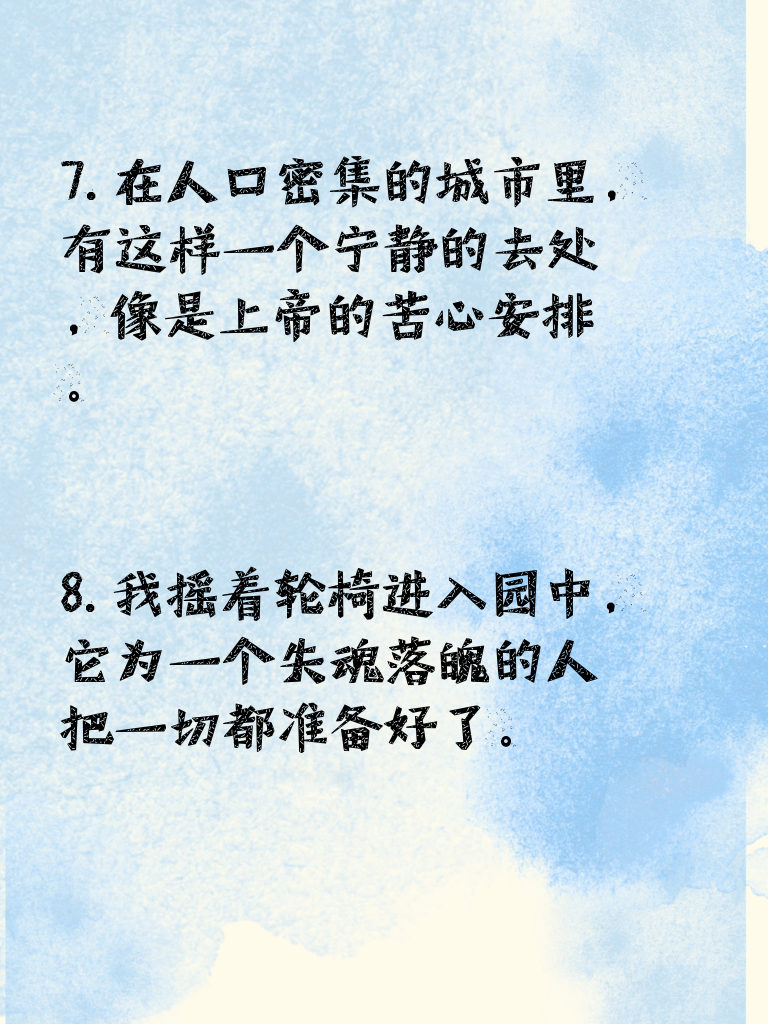 7. 在人口密集的城市里，
有这样一个宁静的去处
，像是上帝的苦心安排
。
8. 我摇着轮椅进入园中，
它为一个失魂落魄的人
把一切都准备好了。